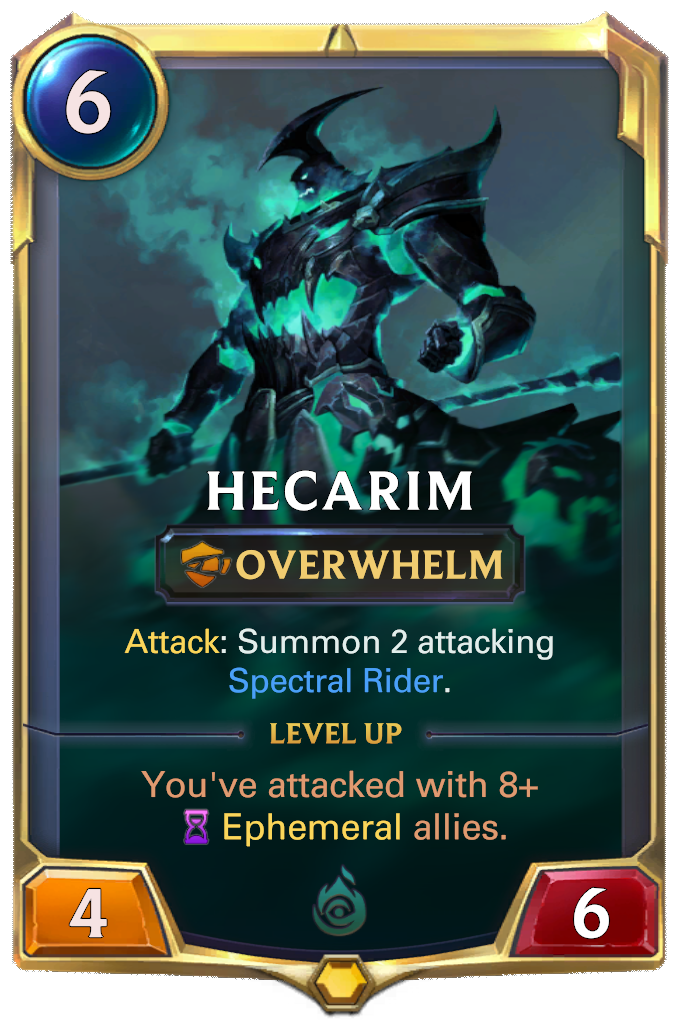 6
HECARIM
OVERWHELM
Attack: Summon 2 attacking
Spectral Rider.
LEVEL UP
You've attacked with 8+
Ephemeral allies.
4
6